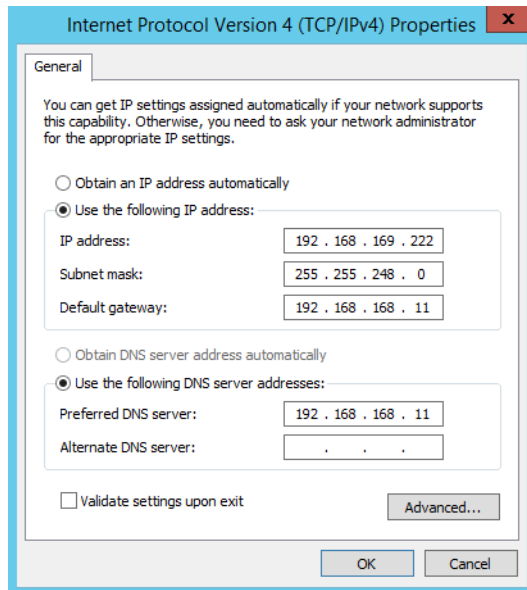 Internet Protocol Version 4 (TCP/IPv4) Properties
x
General
You can get IP settings assigned automatically if your network supports
this capability. Otherwise, you need to ask your network administrator
for the appropriate IP settings.
Obtain an IP address automatically
Use the following IP address:
IP address: 192 . 168 . 169 . 222
Subnet mask: 255 . 255 . 248 . 0
Default gateway: 192 . 168 . 168 . 11
Obtain DNS server address automatically
Use the following DNS server addresses:
Preferred DNS server: 192 . 168 . 168 . 11
Alternate DNS server: . . .
Validate settings upon exit
Advanced...
OK Cancel